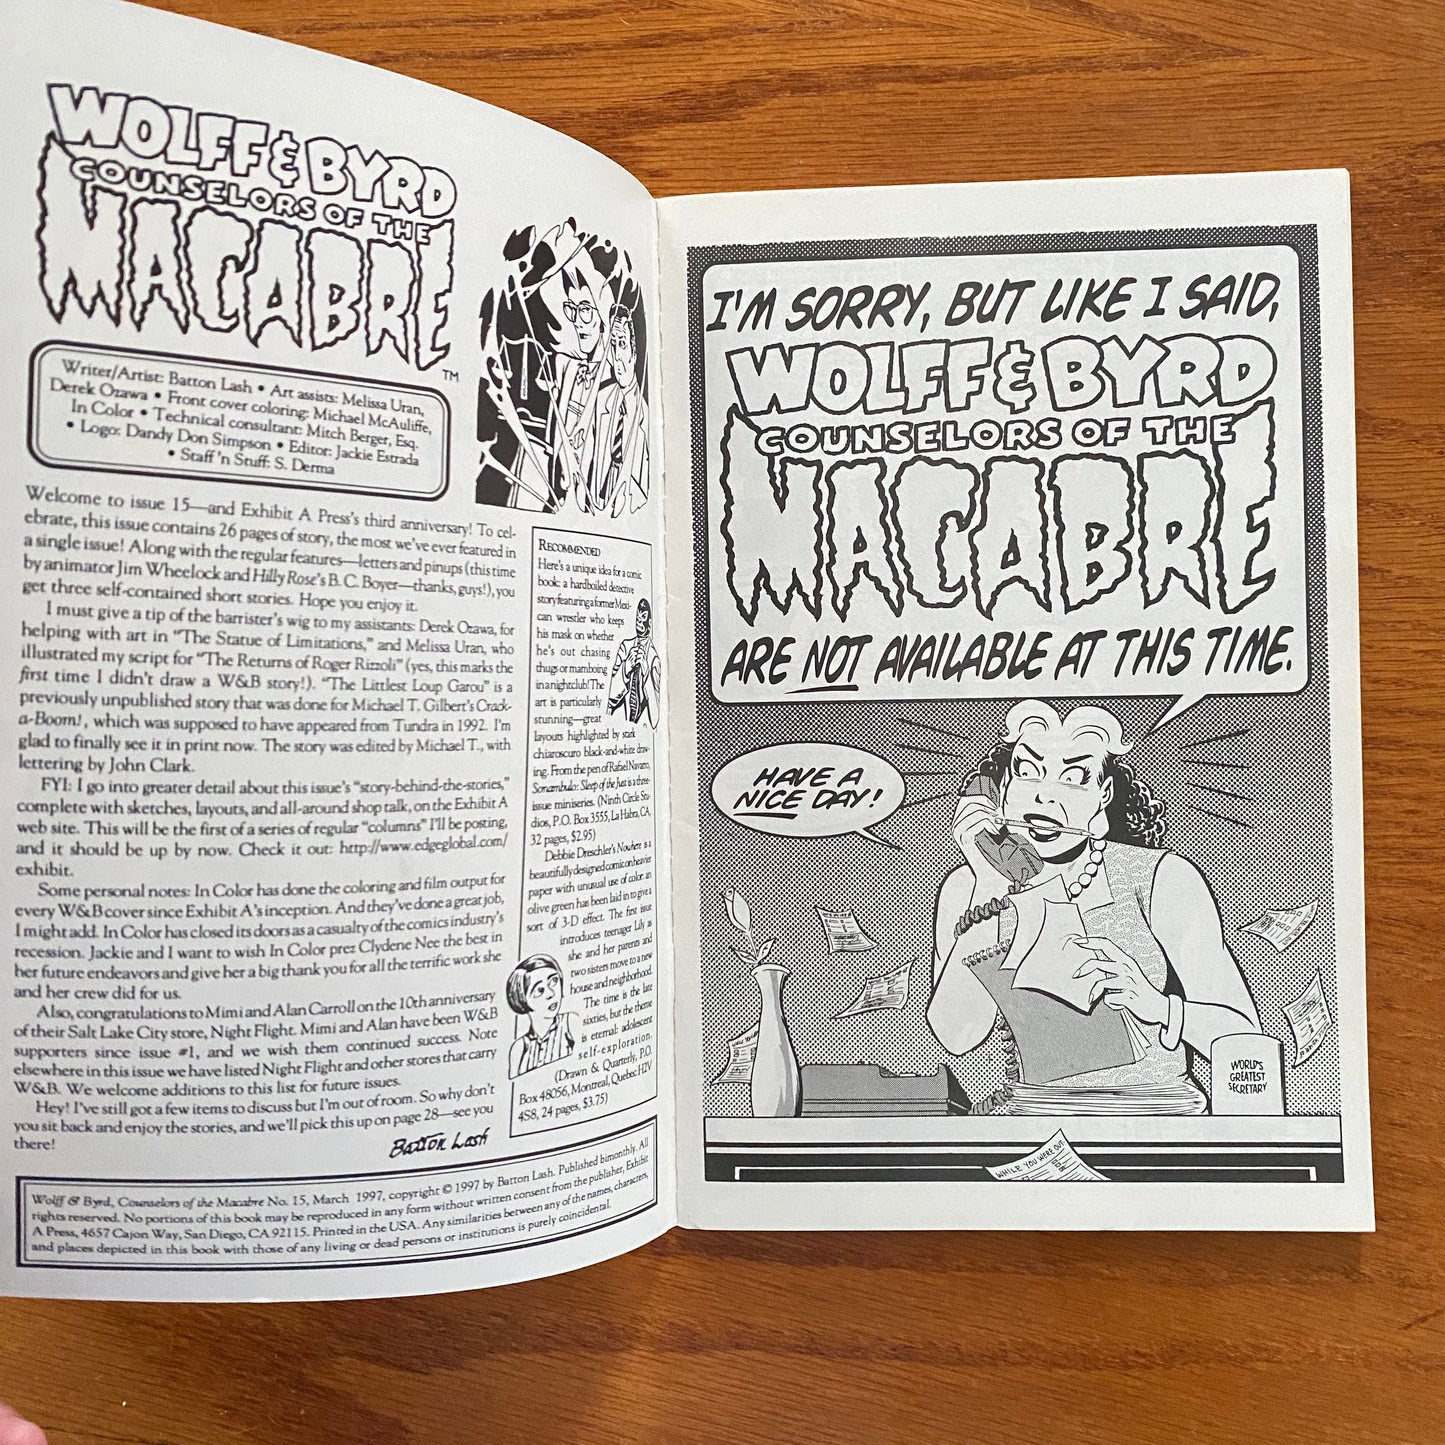 WOLFF & BYRD
COUNSELORS OF THE
MACABRE
TM
Writer/Artist: Batton Lash • Art assists: Melissa Uran,
Derek Ozawa • Front cover coloring: Michael McAuliffe,
In Color • Technical consultant: Mitch Berger, Esq.
• Logo: Dandy Don Simpson • Editor: Jackie Estrada
• Staff 'n Stuff: S. Derma
Welcome to issue 15—and Exhibit A Press's third anniversary! To cel-
ebrate, this issue contains 26 pages of story, the most we've ever featured in
a single issue! Along with the regular features—letters and pinups (this time
by animator Jim Wheelock and Hilly Rose's B. C. Boyer—thanks, guys!), you
get three self-contained short stories. Hope you enjoy it.
I must give a tip of the barrister's wig to my assistants: Derek Ozawa, for
helping with art in "The Statue of Limitations," and Melissa Uran, who
illustrated my script for "The Returns of Roger Rizzoli" (yes, this marks the
first time I didn't draw a W&B story!). "The Littlest Loup Garou" is a
previously unpublished story that was done for Michael T. Gilbert's Crack-
a-Boom!, which was supposed to have appeared from Tundra in 1992. I'm
glad to finally see it in print now. The story was edited by Michael T., with
lettering by John Clark.
FYI: I go into greater detail about this issue's "story-behind-the-stories,"
complete with sketches, layouts, and all-around shop talk, on the Exhibit A
web site. This will be the first of a series of regular "columns" I'll be posting,
and it should be up by now. Check it out: http://www.edgeglobal.com/
exhibit.
Some personal notes: In Color has done the coloring and film output for
every W&B cover since Exhibit A's inception. And they've done a great job,
I might add. In Color has closed its doors as a casualty of the comics industry's
recession. Jackie and I want to wish In Color prez Clydene Nee the best in
her future endeavors and give her a big thank you for all the terrific work she
and her crew did for us.
Also, congratulations to Mimi and Alan Carroll on the 10th anniversary
of their Salt Lake City store, Night Flight. Mimi and Alan have been W&B
supporters since issue #1, and we wish them continued success. Note
elsewhere in this issue we have listed Night Flight and other stores that carry
W&B. We welcome additions to this list for future issues.
Hey! I've still got a few items to discuss but I'm out of room. So why don't
you sit back and enjoy the stories, and we'll pick this up on page 28—see you
there!
Batton Lash
RECOMMENDED
Here's a unique idea for a comic
book: a hardboiled detective
story featuring a former Mexi-
can wrestler who keeps
his mask on whether
he's out chasing
thugs or mamboing
in a nightclub! The
art is particularly
stunning—great
layouts highlighted by stark
chiaroscuro black-and-white draw-
ing. From the pen of Rafael Navarro,
Sonambulo: Sleep of the Just is a three-
issue miniseries. (Ninth Circle Stu-
dios, P.O. Box 3555, La Habra, CA,
32 pages, $2.95)
Debbie Dreschler's Nowhere is a
beautifully designed comic on heavier
paper with unusual use of color: an
olive green has been laid in to give a
sort of 3-D effect. The first issue
introduces teenager Lily as
she and her parents and
two sisters move to a new
house and neighborhood.
The time is the late
sixties, but the theme
is eternal: adolescent
self-exploration.
(Drawn & Quarterly, P.O.
Box 48056, Montreal, Quebec H2V
4S8, 24 pages, $3.75)
Wolff & Byrd, Counselors of the Macabre No. 15, March 1997, copyright © 1997 by Batton Lash. Published bimonthly. All
rights reserved. No portions of this book may be reproduced in any form without written consent from the publisher, Exhibit
A Press, 4657 Cajon Way, San Diego, CA 92115. Printed in the USA. Any similarities between any of the names, characters,
and places depicted in this book with those of any living or dead persons or institutions is purely coincidental.
I'M SORRY, BUT LIKE I SAID,
WOLFF & BYRD
COUNSELORS OF THE
MACABRE
ARE NOT AVAILABLE AT THIS TIME.
HAVE A
NICE DAY!
WORLD'S
GREATEST
SECRETARY
WHILE YOU WERE OUT